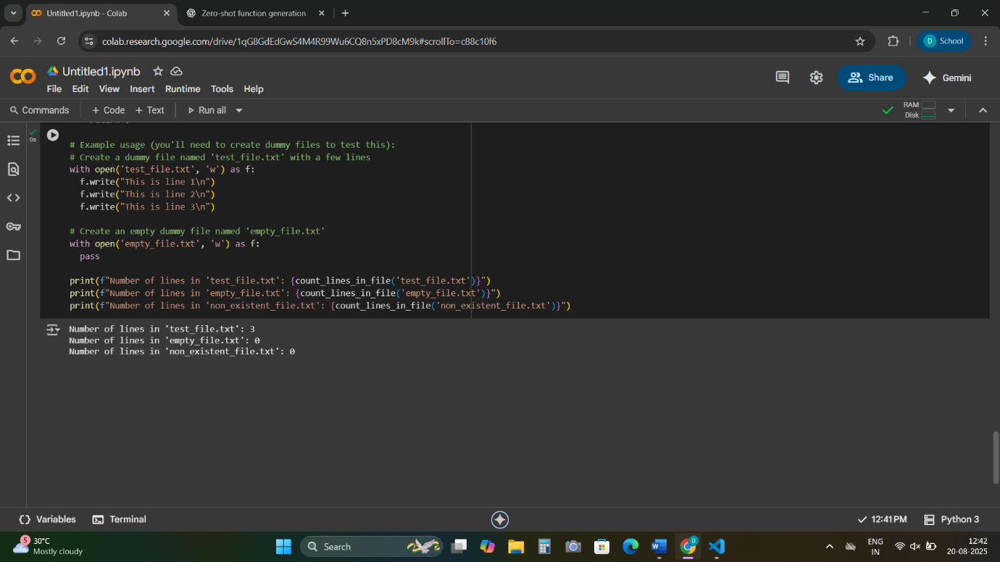 Untitled1.ipynb - Colab
Zero-shot function generation
colab.research.google.com/drive/1qG8GdEdGwS4M4R99Wu6CQ8n5xPD8cM9k#scrollTo=c88c10f6
D School
Untitled1.ipynb
File Edit View Insert Runtime Tools Help
Share
Gemini
Commands + Code + Text Run all
RAM
Disk
0s
# Example usage (you'll need to create dummy files to test this):
# Create a dummy file named 'test_file.txt' with a few lines
with open('test_file.txt', 'w') as f:
  f.write("This is line 1\n")
  f.write("This is line 2\n")
  f.write("This is line 3\n")
# Create an empty dummy file named 'empty_file.txt'
with open('empty_file.txt', 'w') as f:
  pass
print(f"Number of lines in 'test_file.txt': {count_lines_in_file('test_file.txt')}")
print(f"Number of lines in 'empty_file.txt': {count_lines_in_file('empty_file.txt')}")
print(f"Number of lines in 'non_existent_file.txt': {count_lines_in_file('non_existent_file.txt')}")
Number of lines in 'test_file.txt': 3
Number of lines in 'empty_file.txt': 0
Number of lines in 'non_existent_file.txt': 0
Variables Terminal
12:41 PM Python 3
5
30°C
Mostly cloudy
Search
D
ENG
IN
12:42
20-08-2025